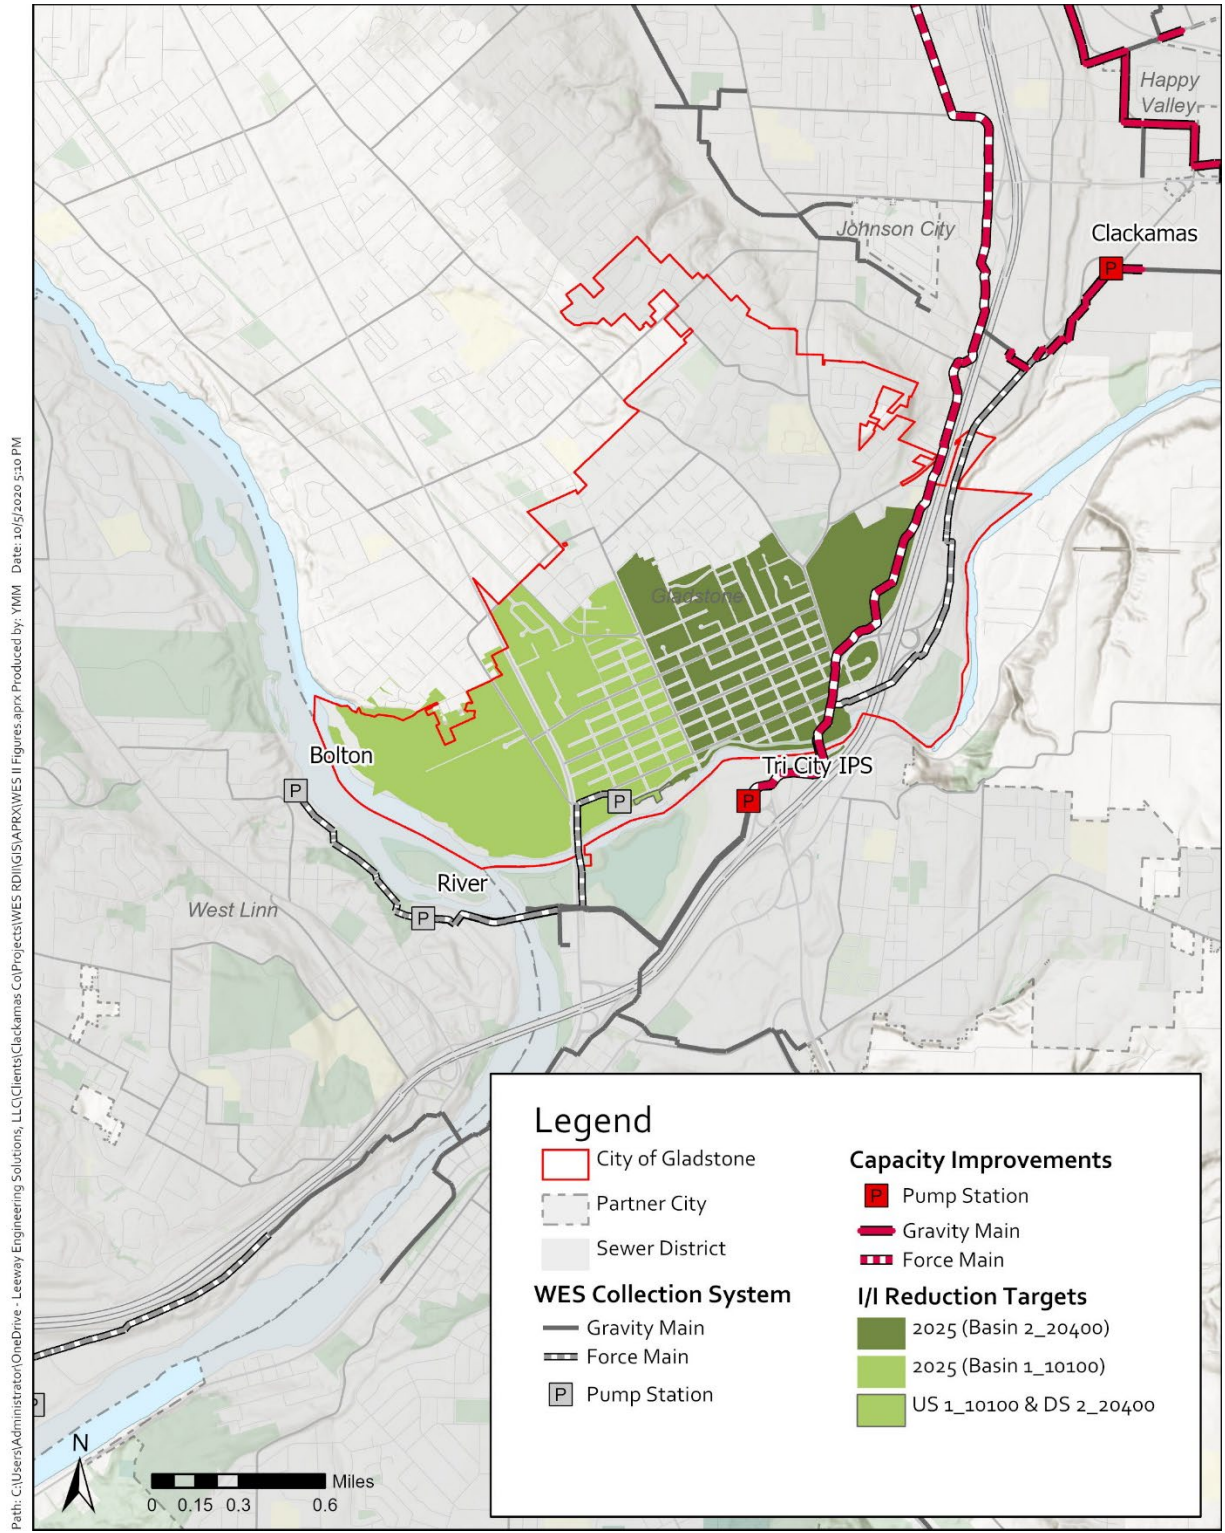 Happy
Valley
Johnson City
Clackamas
Gladstone
Bolton
Tri City IPS
River
West Linn
P
P
P
P
P
P
Legend
City of Gladstone
Partner City
Sewer District
WES Collection System
Gravity Main
Force Main
P Pump Station
Capacity Improvements
P Pump Station
Gravity Main
Force Main
I/I Reduction Targets
2025 (Basin 2_20400)
2025 (Basin 1_10100)
US 1_10100 & DS 2_20400
N
Miles
0 0.15 0.3 0.6
Path: C:\Users\Administrator\OneDrive - Leeway Engineering Solutions, LLC\Clients\Clackamas Co\Projects\WES RDII\GIS\APRX\WES II Figures.aprx Produced by: YMM Date: 10/5/2020 5:10 PM